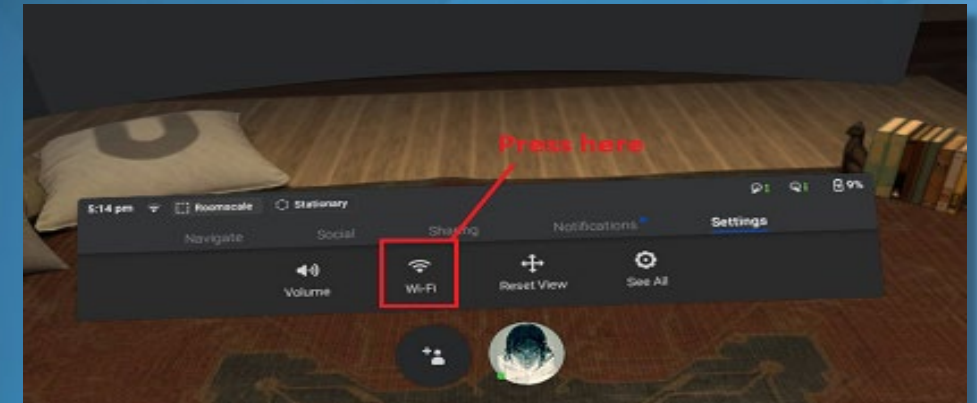 Press here
5:14 pm Roomscale Stationary 9%
Navigate Social Sharing Notifications Settings
Volume Wi-Fi Reset View See All